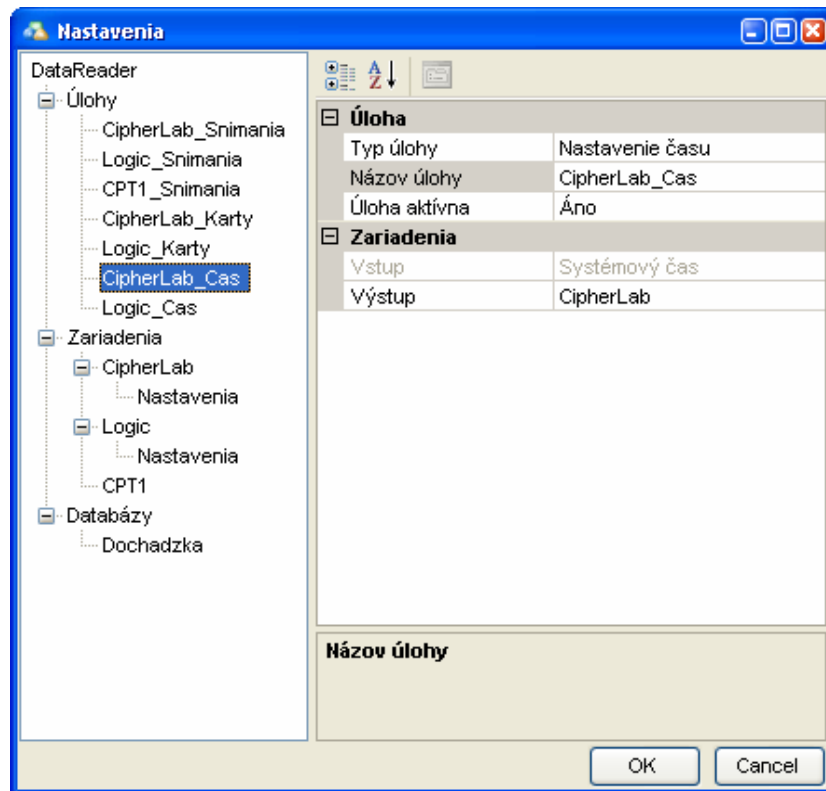 Nastavenia
DataReader
Úlohy
CipherLab_Snimania
Logic_Snimania
CPT1_Snimania
CipherLab_Karty
Logic_Karty
CipherLab_Cas
Logic_Cas
Zariadenia
CipherLab
Nastavenia
Logic
Nastavenia
CPT1
Databázy
Dochadzka
Úloha
Typ úlohy Nastavenie času
Názov úlohy CipherLab_Cas
Úloha aktívna Áno
Zariadenia
Vstup Systémový čas
Výstup CipherLab
Názov úlohy
OK Cancel